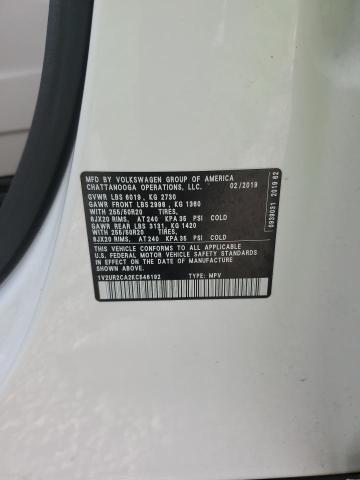 MFD. BY VOLKSWAGEN GROUP OF AMERICA
CHATTANOOGA OPERATIONS, LLC. 02/2019
GVWR LBS 6019 , KG 2730
GAWR FRONT LBS 2998 , KG 1360
WITH 255/50R20 TIRES,
8JX20 RIMS, AT 240 KPA 35 PSI COLD
GAWR REAR LBS 3131, KG 1420
WITH 255/50R20 TIRES,
8JX20 RIMS, AT 240 KPA 35 PSI COLD
THIS VEHICLE CONFORMS TO ALL APPLICABLE
U.S. FEDERAL MOTOR VEHICLE SAFETY STANDARDS
IN EFFECT ON THE DATE OF MANUFACTURE
SHOWN ABOVE.
1V2UR2CA2KC546192 TYPE: MPV
0939031 2019 62